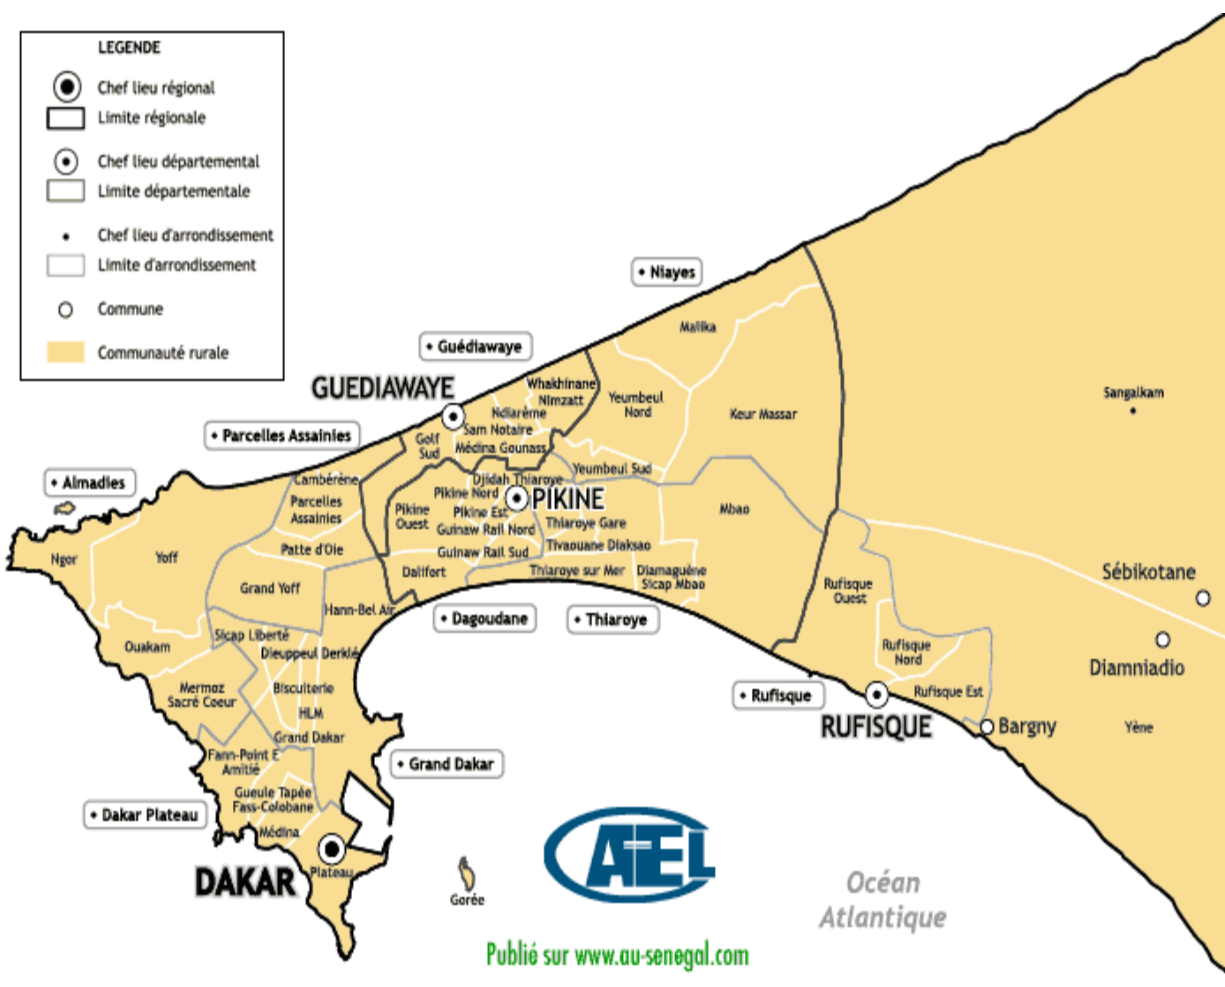 LEGENDE
Chef lieu régional
Limite régionale
Chef lieu départemental
Limite départementale
Chef lieu d'arrondissement
Limite d'arrondissement
Commune
Communauté rurale
Niayes
Malika
Guédiawaye
GUEDIAWAYE
Whakhinane
Nimzatt
Yeumbeul
Nord
Keur Massar
Sangalkam
Ndiarème
Sam Notaire
Golf
Sud
Médina Gounass
Parcelles Assainies
Yeumbeul Sud
Almadies
Cambérène
Djidah Thiaroye
Pikine Nord
PIKINE
Parcelles
Assainies
Pikine
Ouest
Pikine Est
Thiaroye Gare
Mbao
Guinaw Rail Nord
Patte d'Oie
Tivaouane Diaksao
Guinaw Rail Sud
Ngor
Yoff
Dalifort
Thiaroye sur Mer
Diamaguène
Sicap Mbao
Sébikotane
Grand Yoff
Hann-Bel Air
Rufisque
Ouest
Dagoudane
Thiaroye
Sicap Liberté
Ouakam
Dieuppeul Derklé
Rufisque
Nord
Diamniadio
Mermoz
Sacré Coeur
Biscuiterie
Rufisque
Rufisque Est
HLM
RUFISQUE
Bargny
Yène
Grand Dakar
Fann-Point E
Amitié
Grand Dakar
Gueule Tapée
Fass-Colobane
Dakar Plateau
Médina
Plateau
DAKAR
Gorée
AEL
Océan
Atlantique
Publié sur www.au-senegal.com